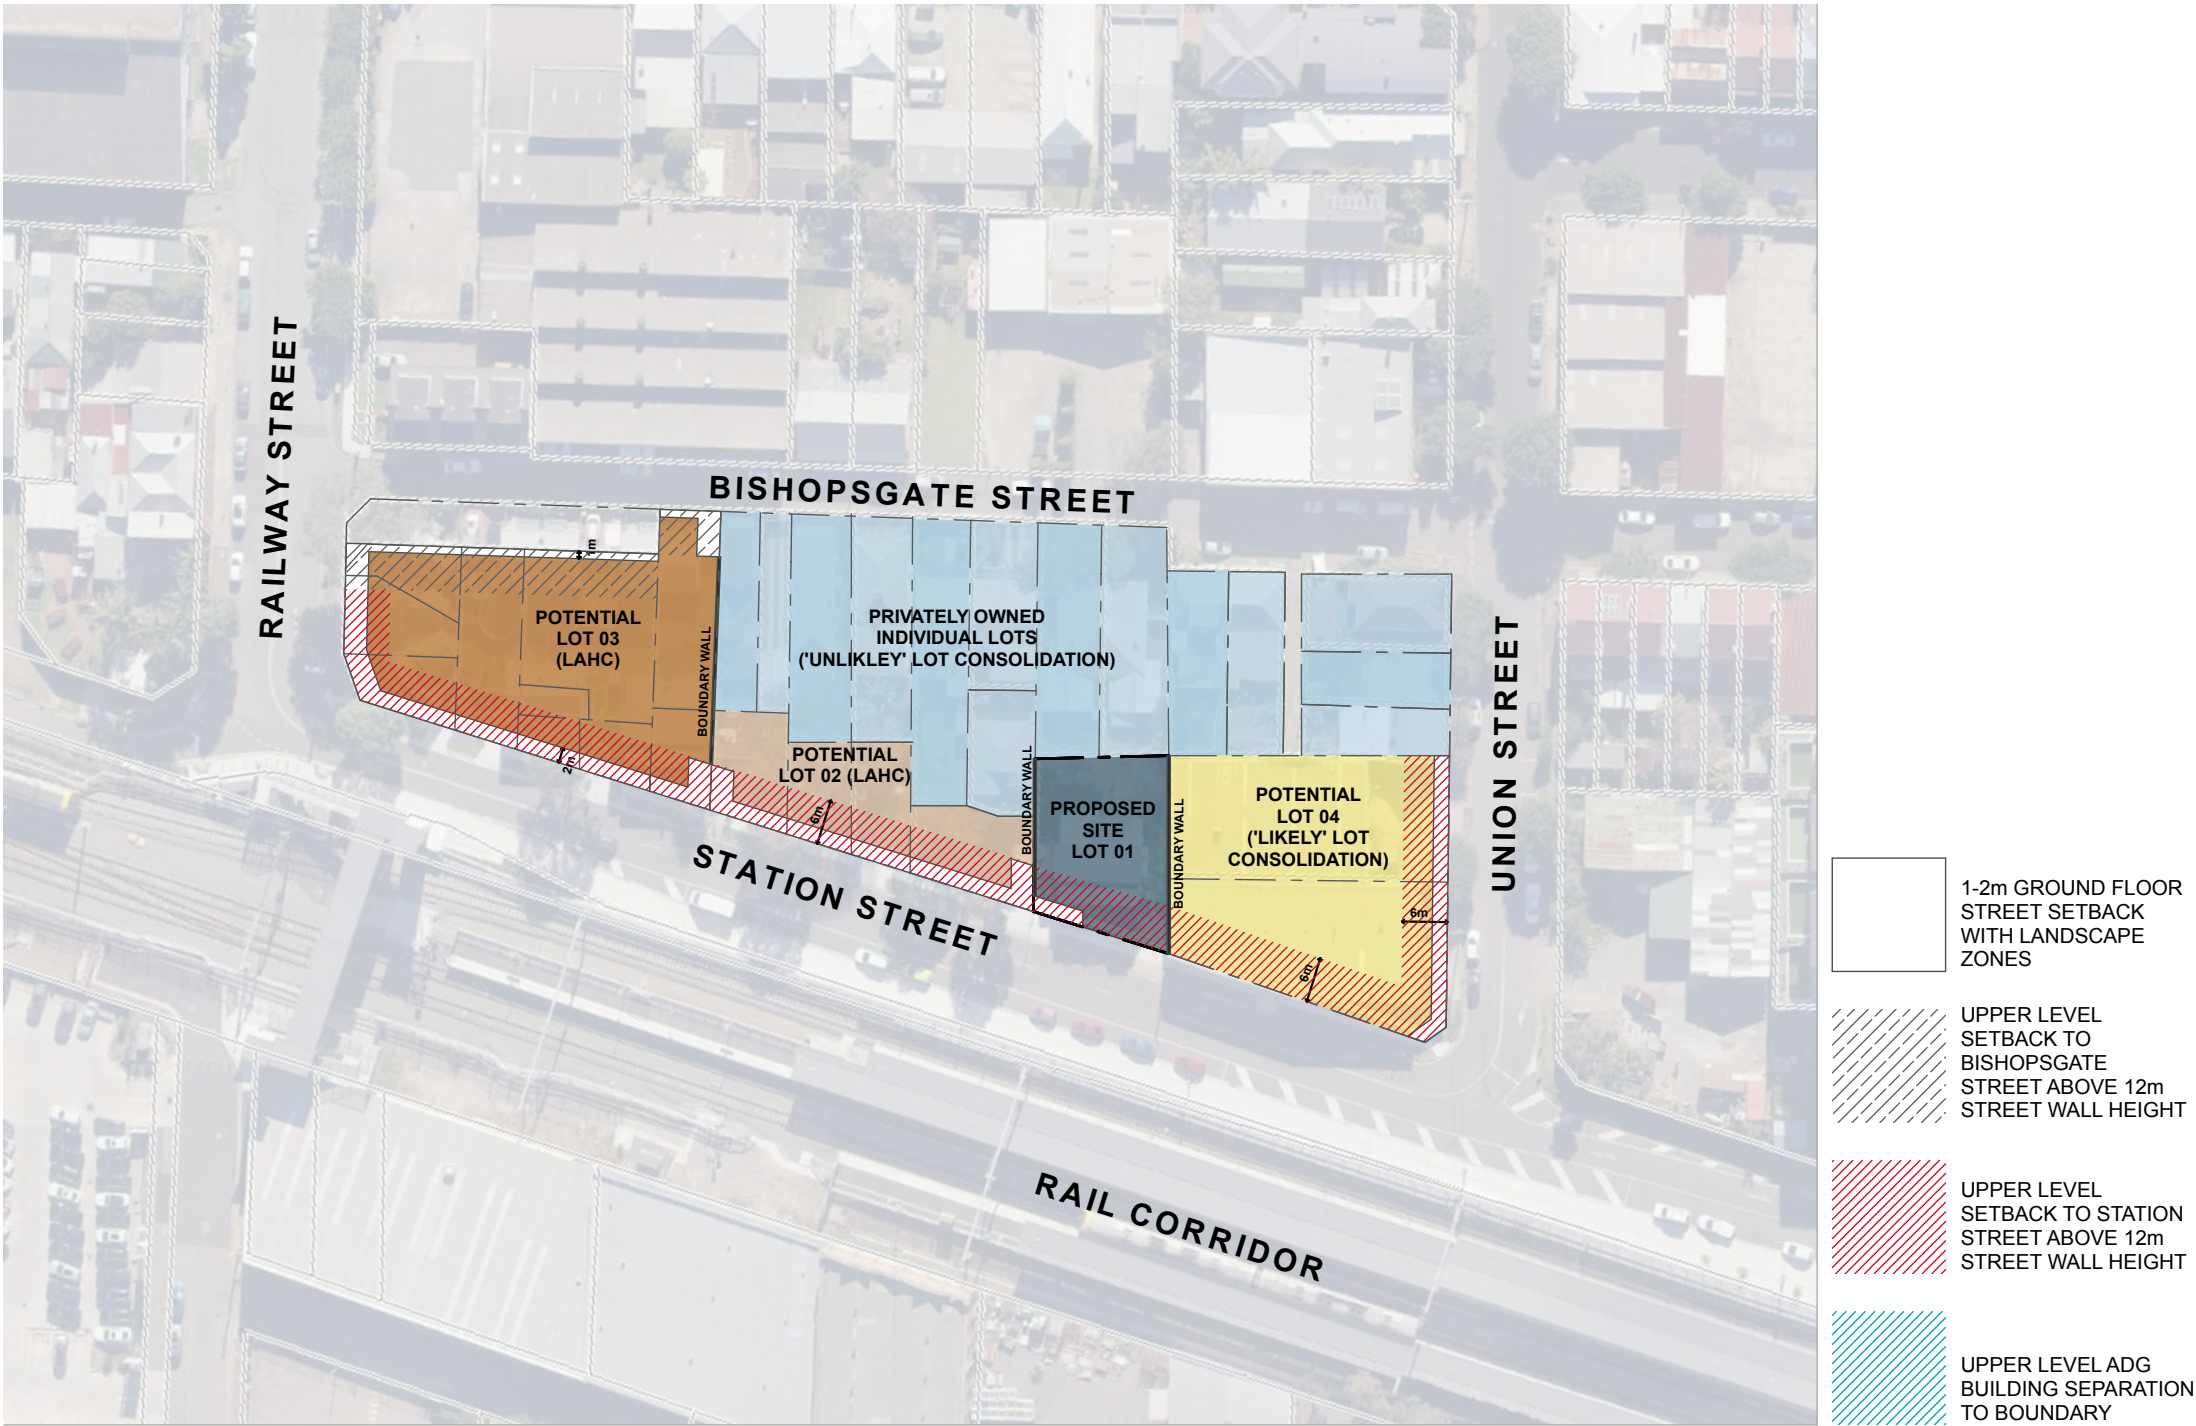 BISHOPSGATE STREET
RAILWAY STREET
1m
POTENTIAL
LOT 03
(LAHC)
BOUNDARY WALL
PRIVATELY OWNED
INDIVIDUAL LOTS
('UNLIKLEY' LOT CONSOLIDATION)
UNION STREET
POTENTIAL
LOT 02 (LAHC)
2m
6m
BOUNDARY WALL
PROPOSED
SITE
LOT 01
BOUNDARY WALL
POTENTIAL
LOT 04
('LIKELY' LOT
CONSOLIDATION)
6m
6m
STATION STREET
RAIL CORRIDOR
1-2m GROUND FLOOR
STREET SETBACK
WITH LANDSCAPE
ZONES
UPPER LEVEL
SETBACK TO
BISHOPSGATE
STREET ABOVE 12m
STREET WALL HEIGHT
UPPER LEVEL
SETBACK TO STATION
STREET ABOVE 12m
STREET WALL HEIGHT
UPPER LEVEL ADG
BUILDING SEPARATION
TO BOUNDARY